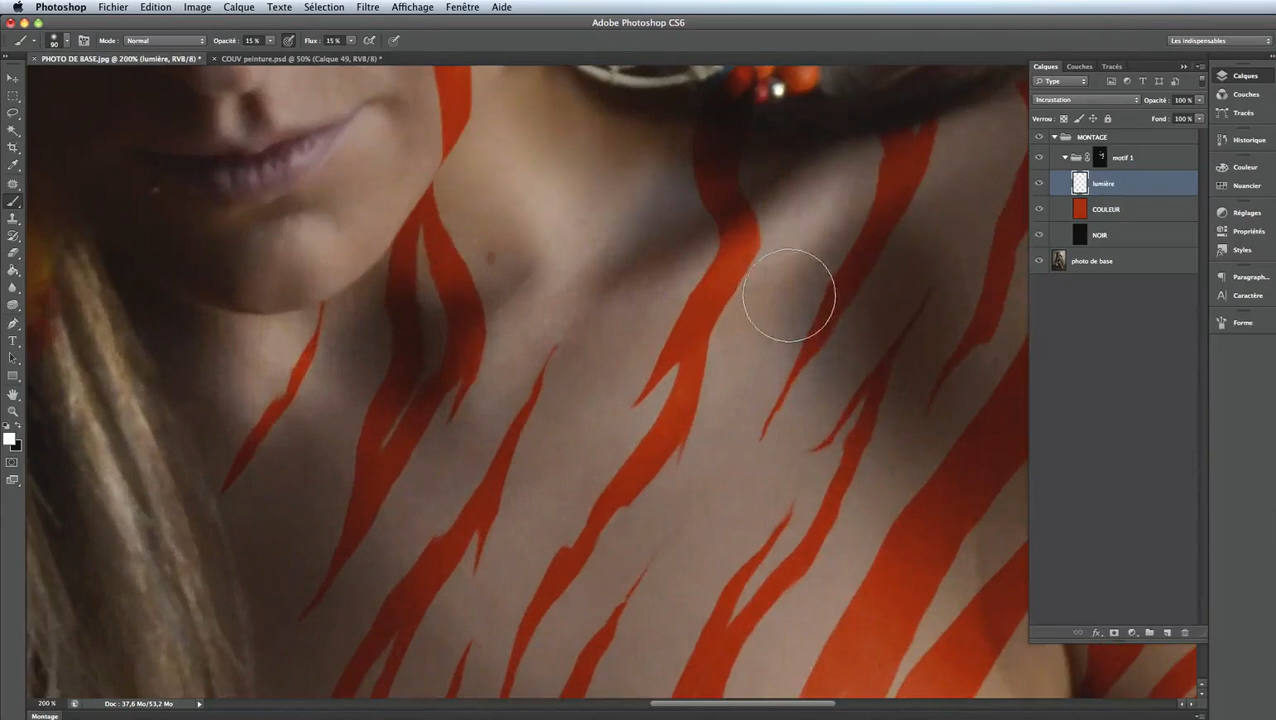 Photoshop Fichier Edition Image Calque Texte Sélection Filtre Affichage Fenêtre Aide
Adobe Photoshop CS6
90 Mode : Normal Opacité : 15 % Flux : 15 % Les indispensables
× PHOTO DE BASE.jpg @ 200% (lumière, RVB/8) * × COUV peinture.psd @ 50% (Calque 49, RVB/8) *
Calques Couches Tracés
Type
Incrustation Opacité : 100 %
Verrou : Fond : 100 %
MONTAGE
motif 1
lumière
COULEUR
NOIR
photo de base
Calques
Couches
Tracés
Historique
Couleur
Nuancier
Réglages
Propriétés
Styles
Paragraph...
Caractère
Forme
fx
200 % Doc : 37,6 Mo/53,2 Mo
Montage